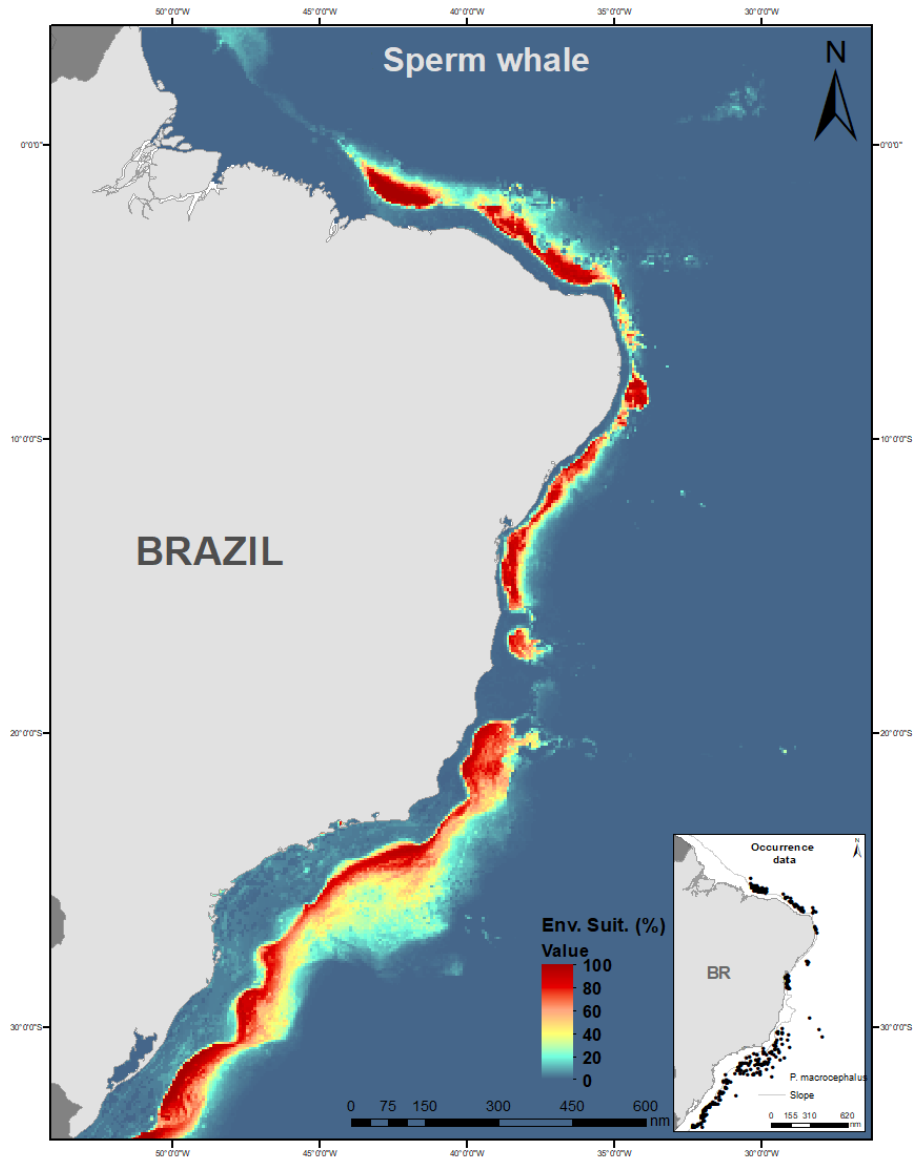 50°0'0"W 45°0'0"W 40°0'0"W 35°0'0"W 30°0'0"W
Sperm whale
N
0°0'0" 0°0'0"
10°0'0"S 10°0'0"S
BRAZIL
20°0'0"S 20°0'0"S
Occurrence
data
N
BR
P. macrocephalus
Slope
0 155 310 620
nm
Env. Suit. (%)
Value
100
80
60
40
20
0
30°0'0"S 30°0'0"S
0 75 150 300 450 600
nm
50°0'0"W 45°0'0"W 40°0'0"W 35°0'0"W 30°0'0"W